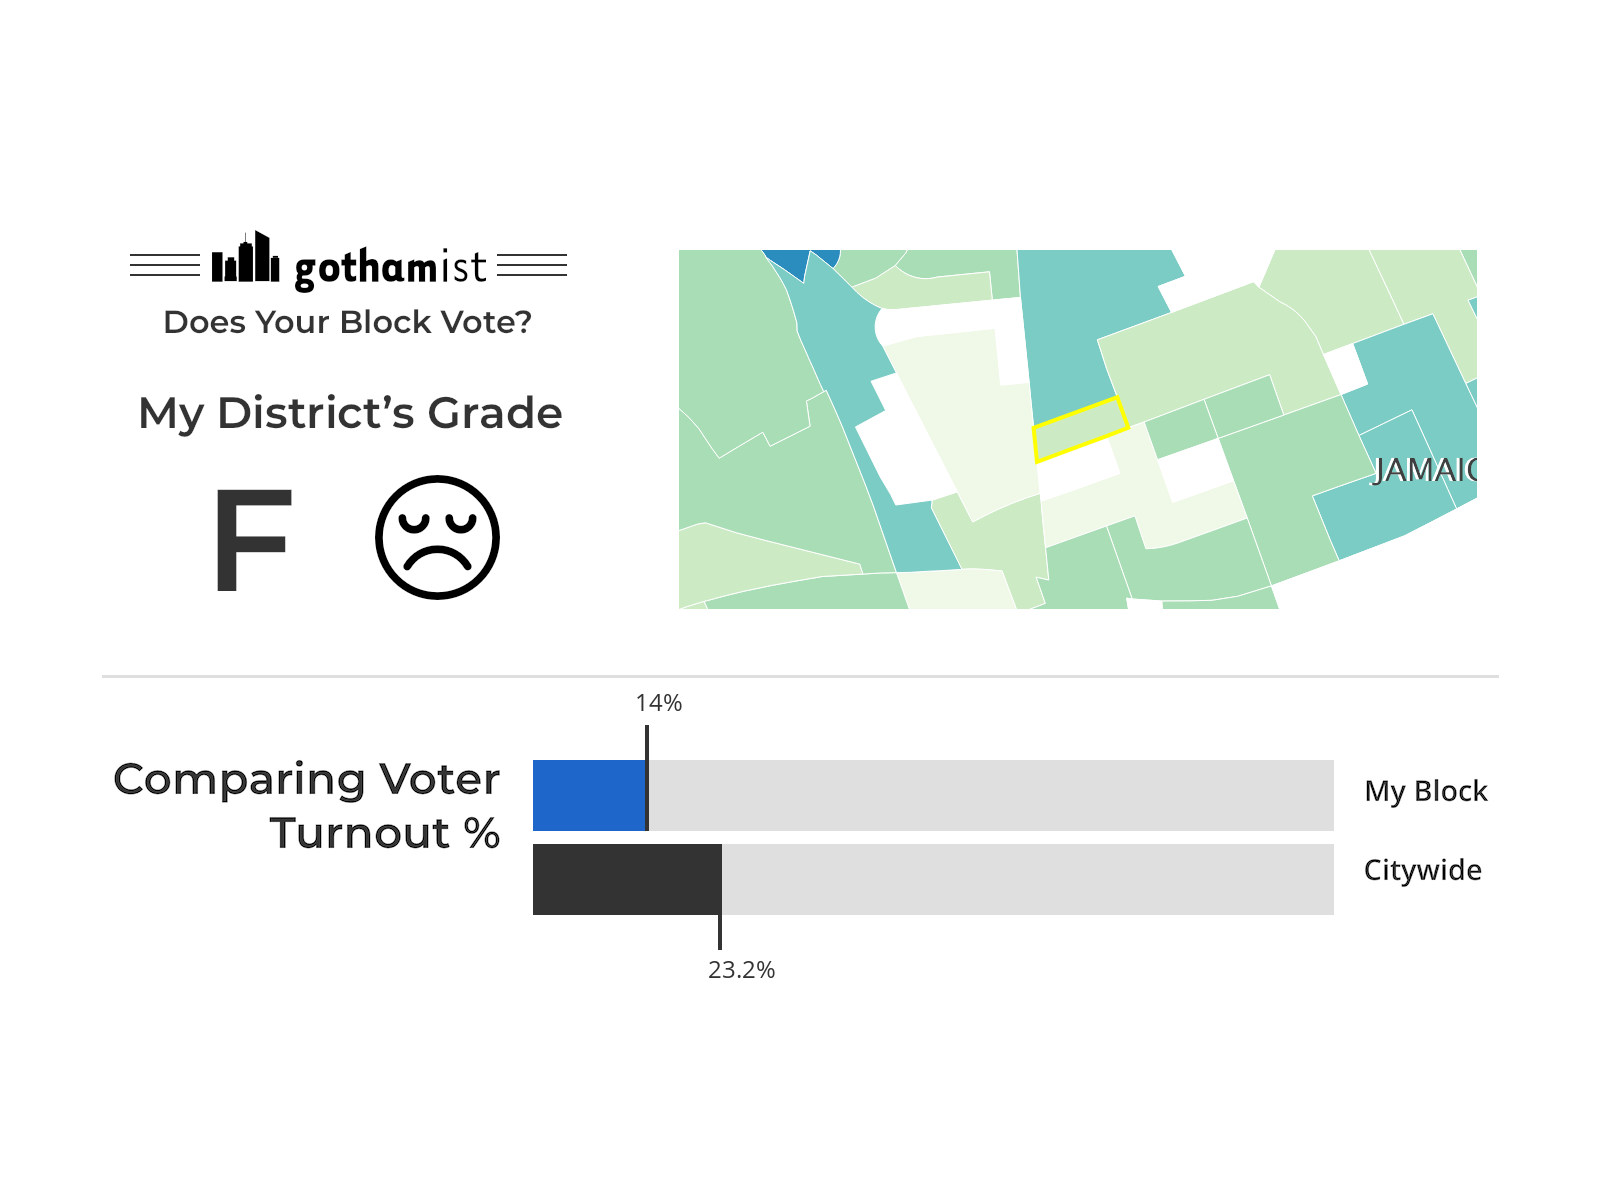 gothamist
Does Your Block Vote?
My District’s Grade
F
JAMAIC
14%
Comparing Voter
Turnout %
My Block
Citywide
23.2%